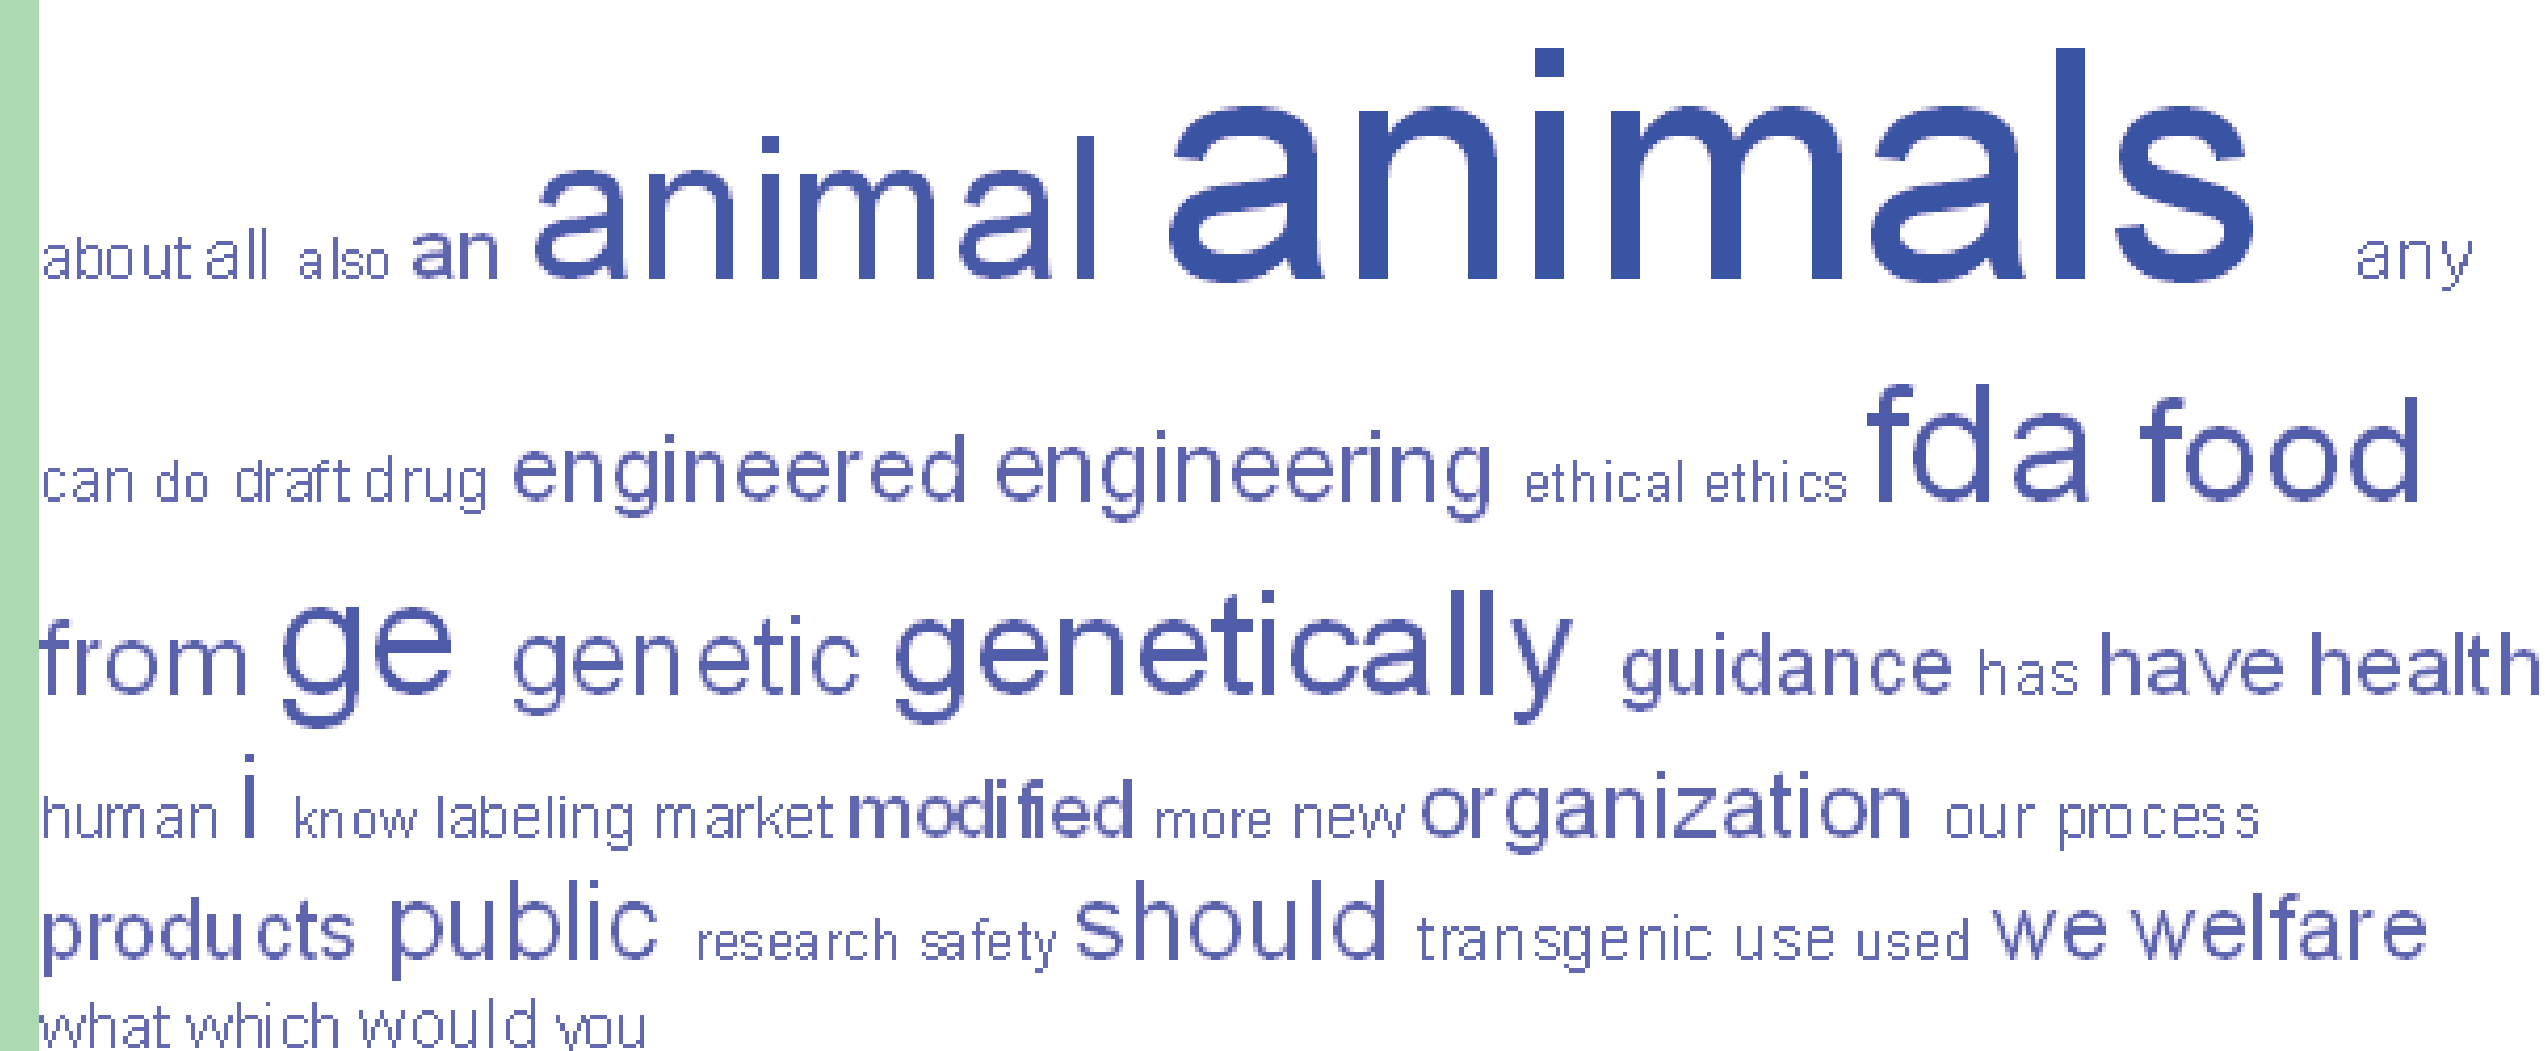 about all also an animal animals any
can do draft drug engineered engineering ethical ethics fda food
from ge genetic genetically guidance has have health
human i know labeling market modified more new organization our process
products public research safety should transgenic use used we welfare
what which would you